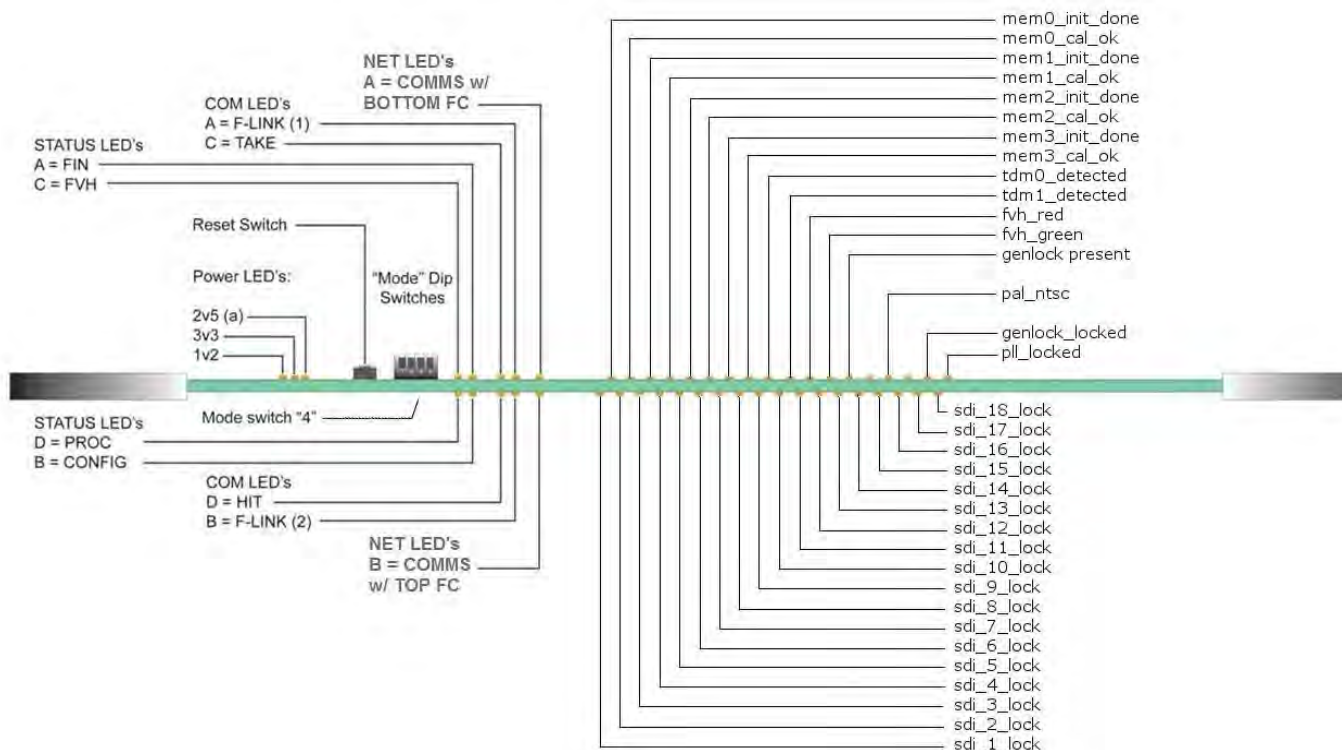 NET LED's
A = COMMS w/
BOTTOM FC
COM LED's
A = F-LINK (1)
C = TAKE
STATUS LED's
A = FIN
C = FVH
Reset Switch
Power LED's:
2v5 (a)
3v3
1v2
"Mode" Dip
Switches
mem0_init_done
mem0_cal_ok
mem1_init_done
mem1_cal_ok
mem2_init_done
mem2_cal_ok
mem3_init_done
mem3_cal_ok
tdm0_detected
tdm1_detected
fvh_red
fvh_green
genlock present
pal_ntsc
genlock_locked
pll_locked
STATUS LED's
D = PROC
B = CONFIG
Mode switch "4"
COM LED's
D = HIT
B = F-LINK (2)
NET LED's
B = COMMS
w/ TOP FC
sdi_18_lock
sdi_17_lock
sdi_16_lock
sdi_15_lock
sdi_14_lock
sdi_13_lock
sdi_12_lock
sdi_11_lock
sdi_10_lock
sdi_9_lock
sdi_8_lock
sdi_7_lock
sdi_6_lock
sdi_5_lock
sdi_4_lock
sdi_3_lock
sdi_2_lock
sdi_1_lock